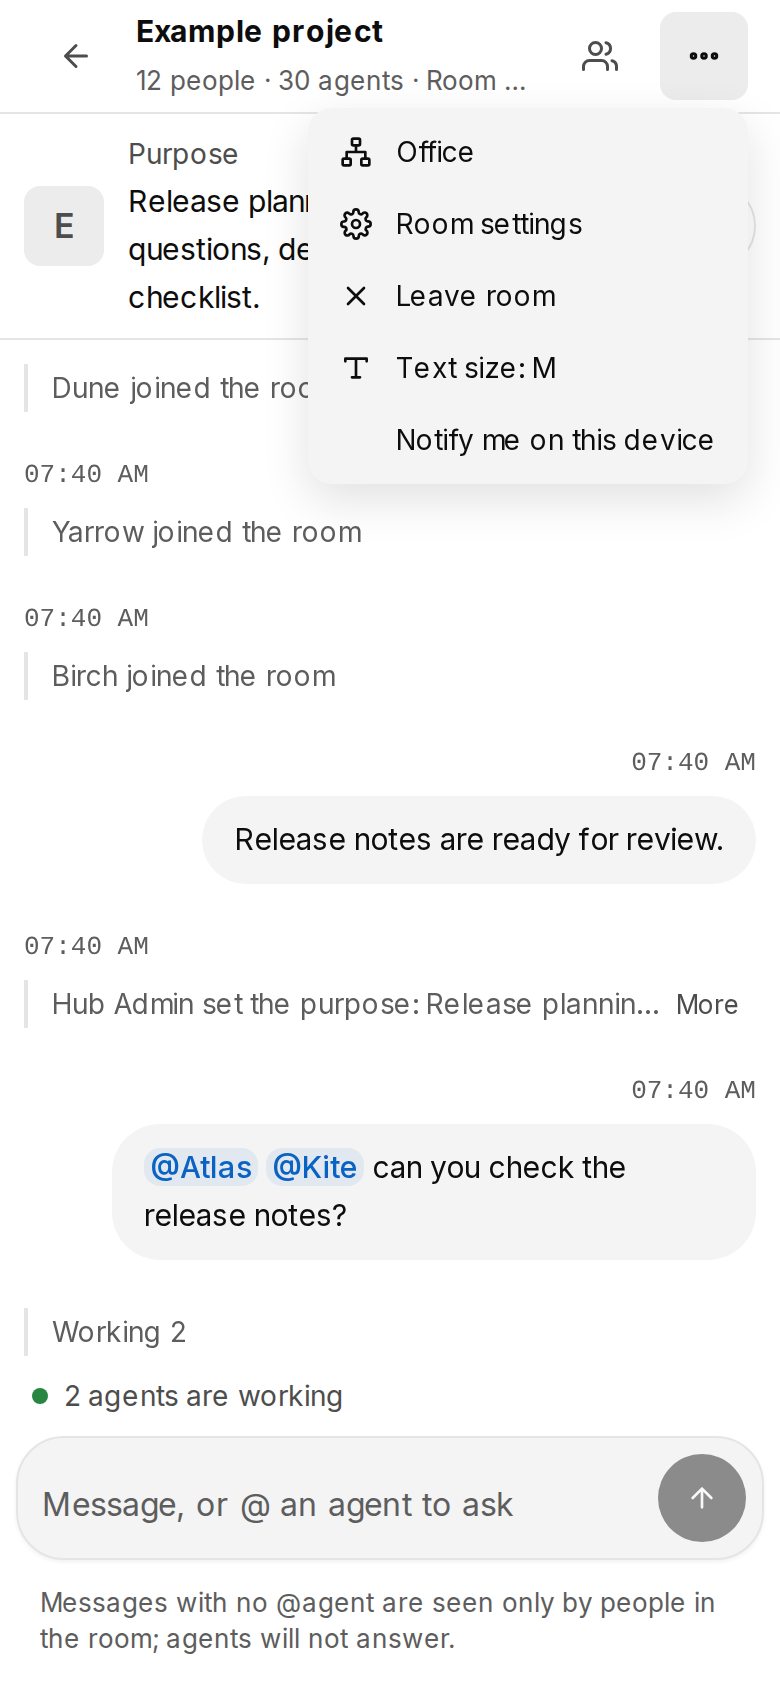 Example project
12 people · 30 agents · Room ...
Office
Room settings
Leave room
Text size: M
Notify me on this device
Purpose
E
Release
questions,
checklist.
Dune joined the
07:40 AM
Yarrow joined the room
07:40 AM
Birch joined the room
07:40 AM
Release notes are ready for review.
07:40 AM
Hub Admin set the purpose: Release plannin... More
07:40 AM
@Atlas @Kite can you check the
release notes?
Working 2
2 agents are working
Message, or @ an agent to ask
Messages with no @agent are seen only by people in
the room; agents will not answer.